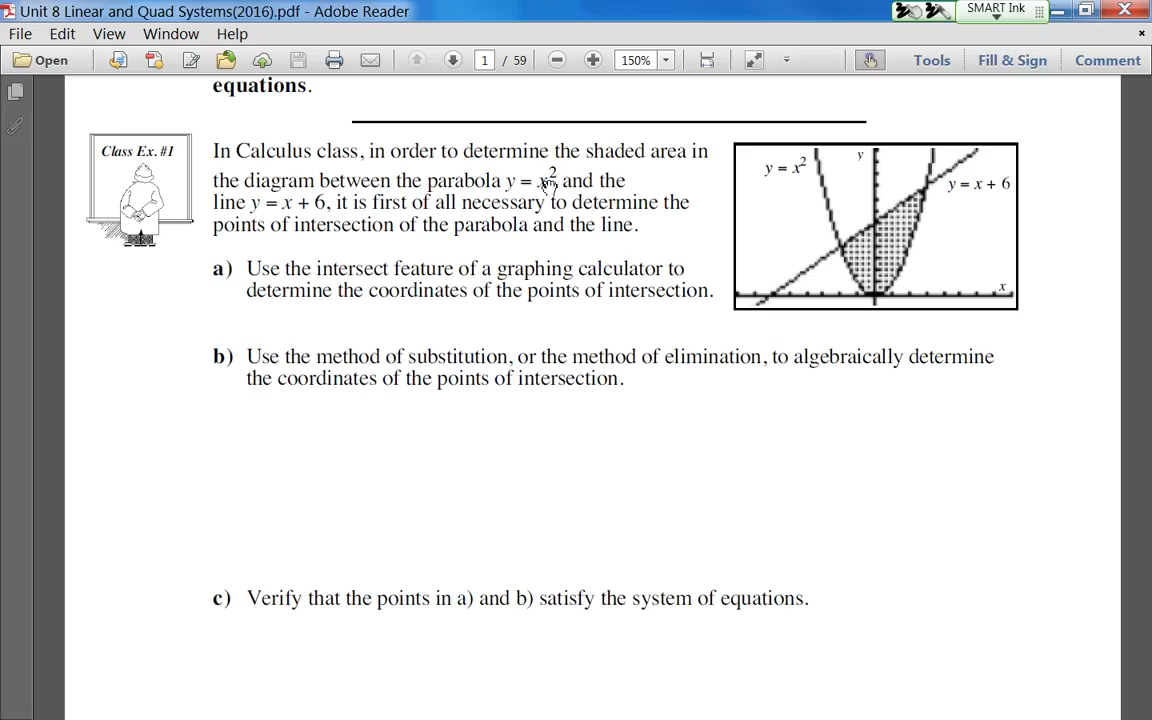 Unit 8 Linear and Quad Systems(2016).pdf - Adobe Reader
SMART Ink
File Edit View Window Help
Open 1 / 59 150% Tools Fill & Sign Comment
equations.
Class Ex. #1
In Calculus class, in order to determine the shaded area in
the diagram between the parabola y = x² and the
line y = x + 6, it is first of all necessary to determine the
points of intersection of the parabola and the line.
y = x²
y
y = x + 6
x
a) Use the intersect feature of a graphing calculator to
determine the coordinates of the points of intersection.
b) Use the method of substitution, or the method of elimination, to algebraically determine
the coordinates of the points of intersection.
c) Verify that the points in a) and b) satisfy the system of equations.